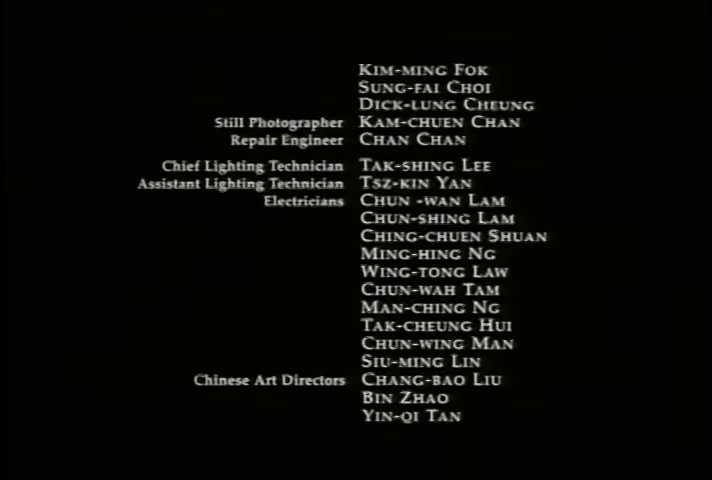 KIM-MING FOK
SUNG-FAI CHOI
DICK-LUNG CHEUNG
Still Photographer KAM-CHUEN CHAN
Repair Engineer CHAN CHAN
Chief Lighting Technician TAK-SHING LEE
Assistant Lighting Technician TSZ-KIN YAN
Electricians CHUN -WAN LAM
CHUN-SHING LAM
CHING-CHUEN SHUAN
MING-HING NG
WING-TONG LAW
CHUN-WAH TAM
MAN-CHING NG
TAK-CHEUNG HUI
CHUN-WING MAN
SIU-MING LIN
Chinese Art Directors CHANG-BAO LIU
BIN ZHAO
YIN-QI TAN